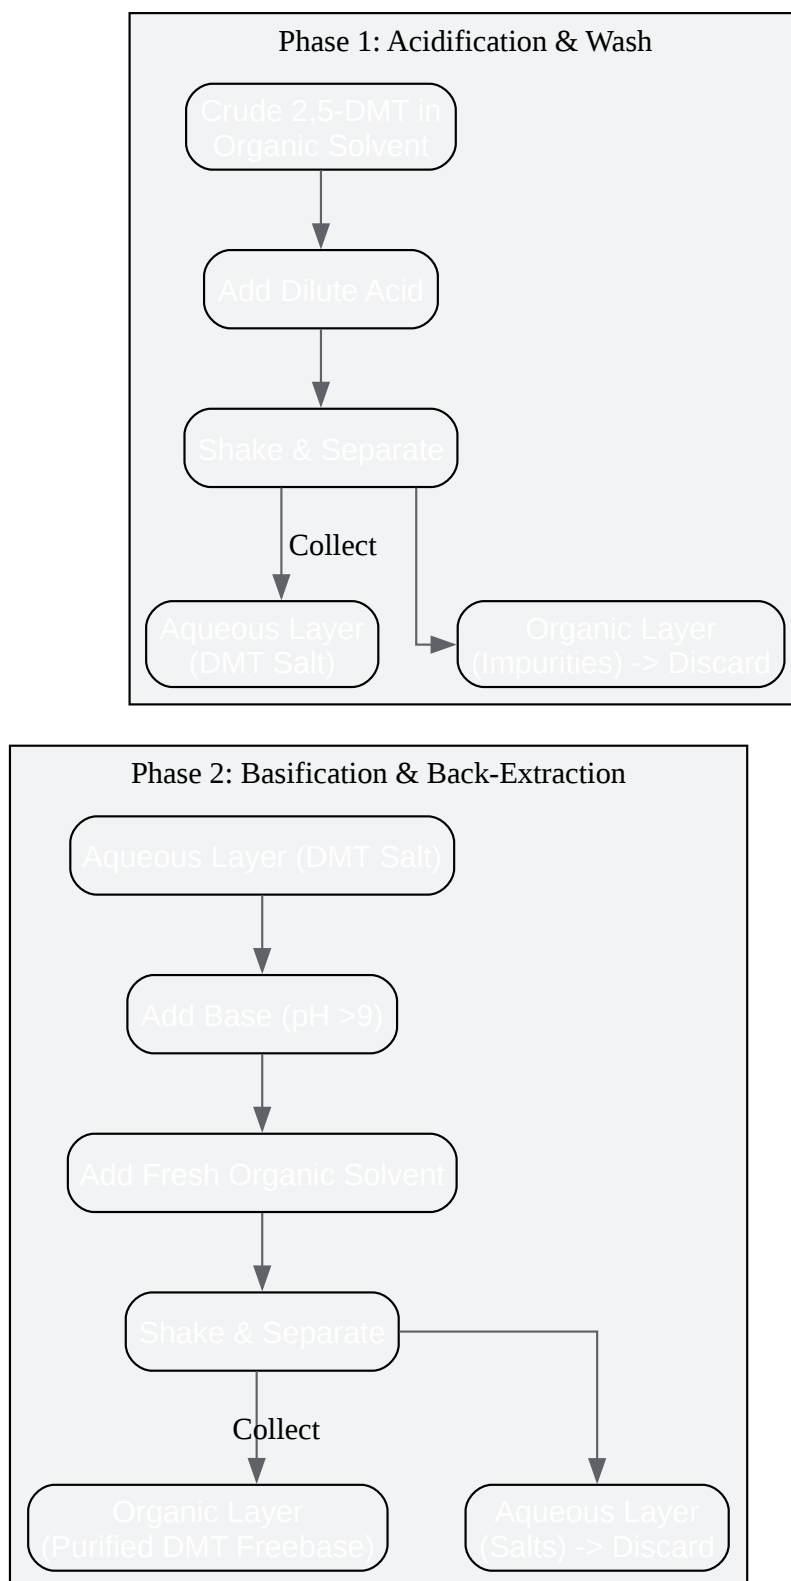 Phase 1: Acidification & Wash
Crude 2,5-DMT in
Organic Solvent
Add Dilute Acid
Shake & Separate
Collect
Aqueous Layer
(DMT Salt)
Organic Layer
(Impurities) -> Discard
Phase 2: Basification & Back-Extraction
Aqueous Layer (DMT Salt)
Add Base (pH >9)
Add Fresh Organic Solvent
Shake & Separate
Collect
Organic Layer
(Purified DMT Freebase)
Aqueous Layer
(Salts) -> Discard